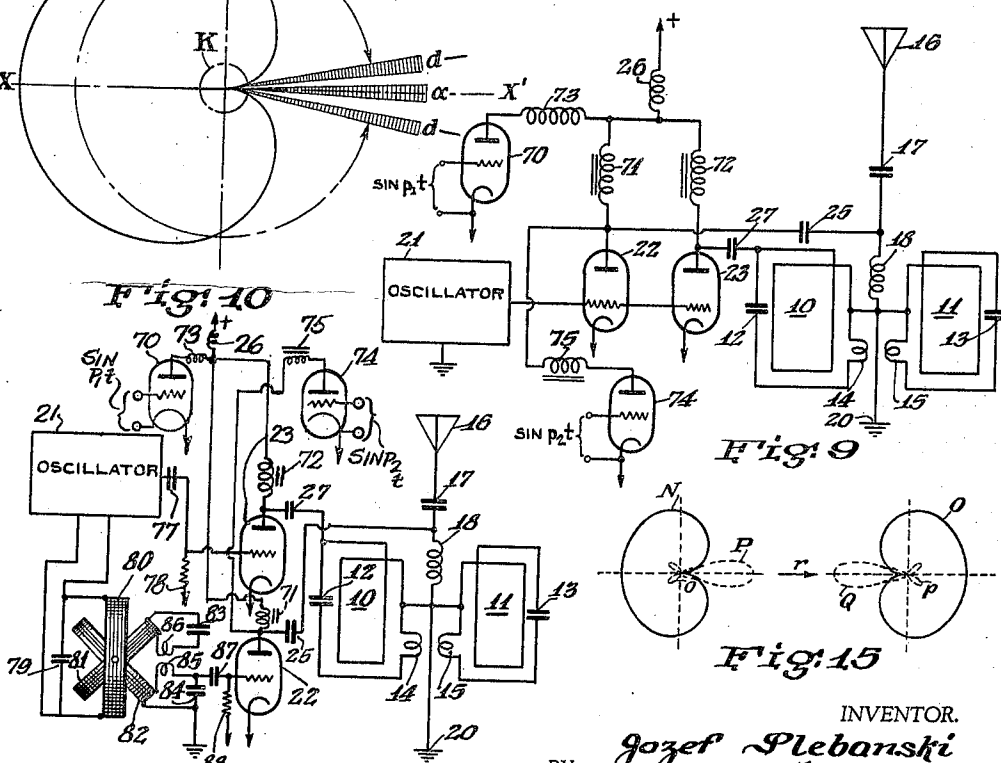 K
X
d
α
X'
d
Fig: 10
26
+
73
70
sin p₁t
71
72
16
17
27
25
21
OSCILLATOR
22
23
18
12
10
11
13
14
15
20
75
74
sin p₂t
Fig: 9
70
SIN P₁t
73
+
26
75
74
SIN P₂t
21
OSCILLATOR
23
72
27
16
17
18
77
78
12
10
11
13
71
25
14
15
22
20
79
80
81
82
83
86
85
84
87
N
P
o
r
O
Q
p
Fig: 15
INVENTOR.
Jozef Plebanski